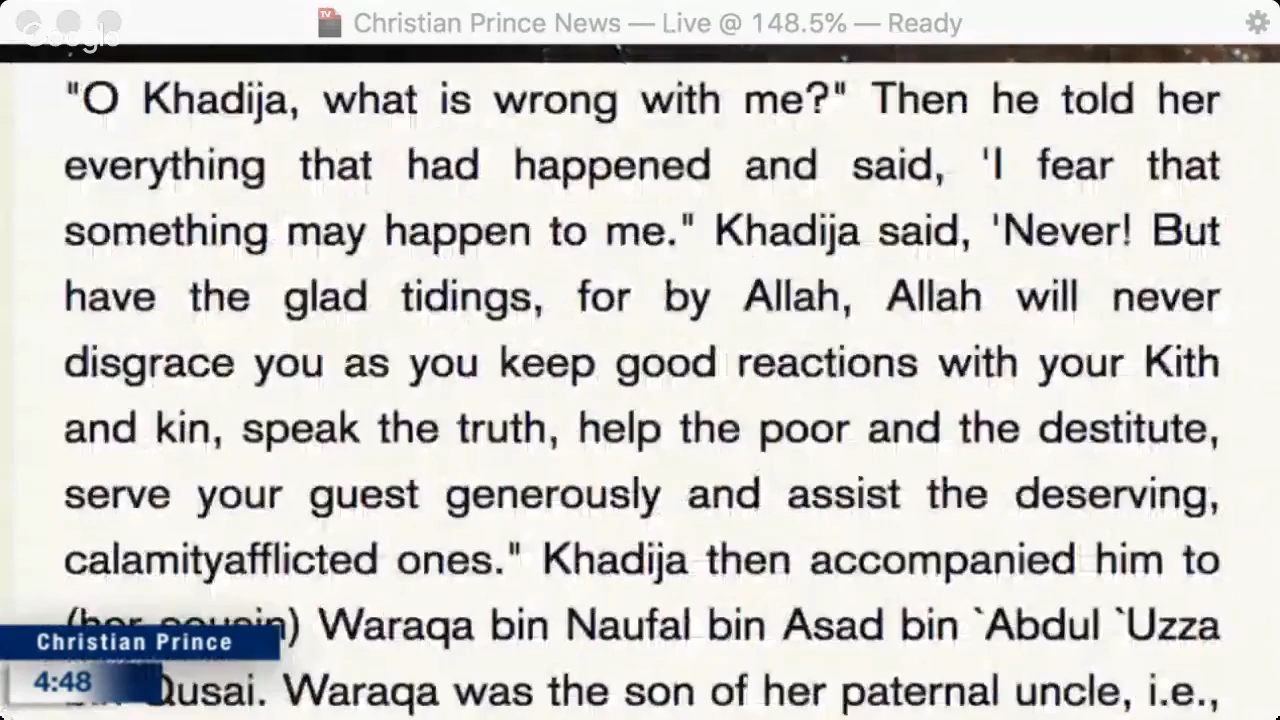 Christian Prince News — Live @ 148.5% — Ready
Google
"O Khadija, what is wrong with me?" Then he told her
everything that had happened and said, 'I fear that
something may happen to me." Khadija said, 'Never! But
have the glad tidings, for by Allah, Allah will never
disgrace you as you keep good reactions with your Kith
and kin, speak the truth, help the poor and the destitute,
serve your guest generously and assist the deserving,
calamityafflicted ones." Khadija then accompanied him to
(her cousin) Waraqa bin Naufal bin Asad bin `Abdul `Uzza
Qusai. Waraqa was the son of her paternal uncle, i.e.,
Christian Prince
4:48